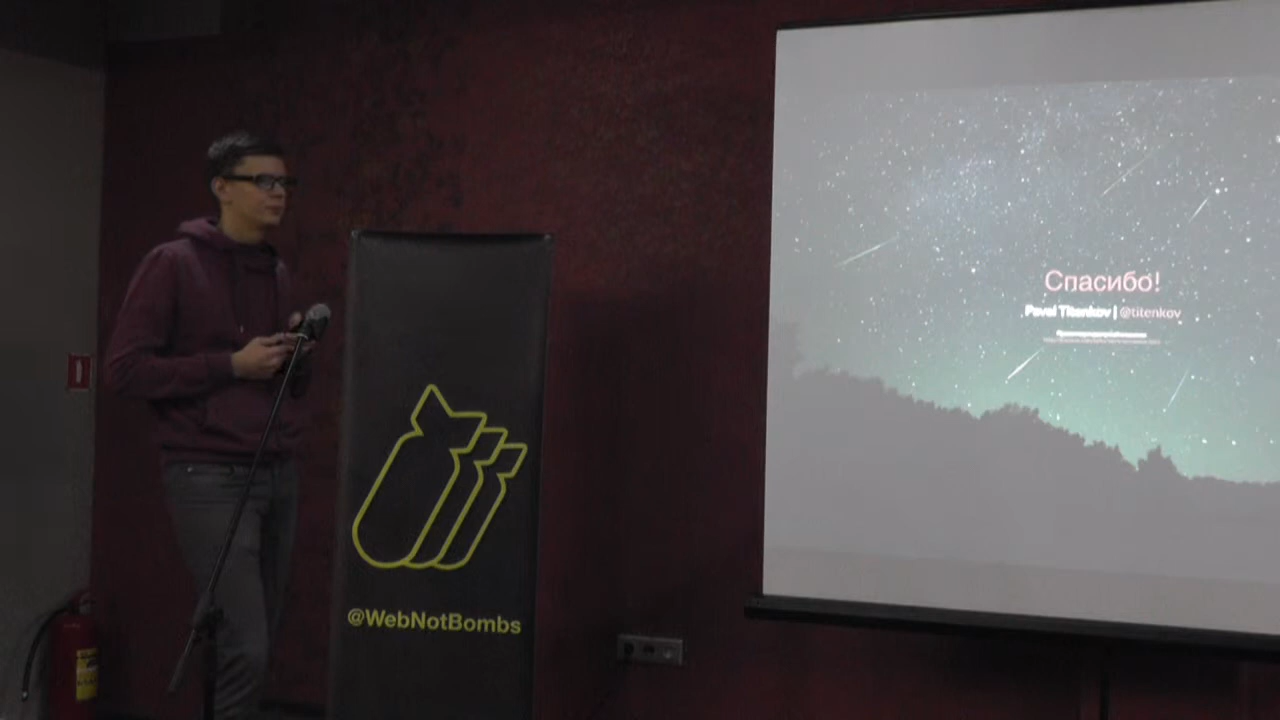 Спасибо!
Pavel Titenkov | @titenkov
@WebNotBombs